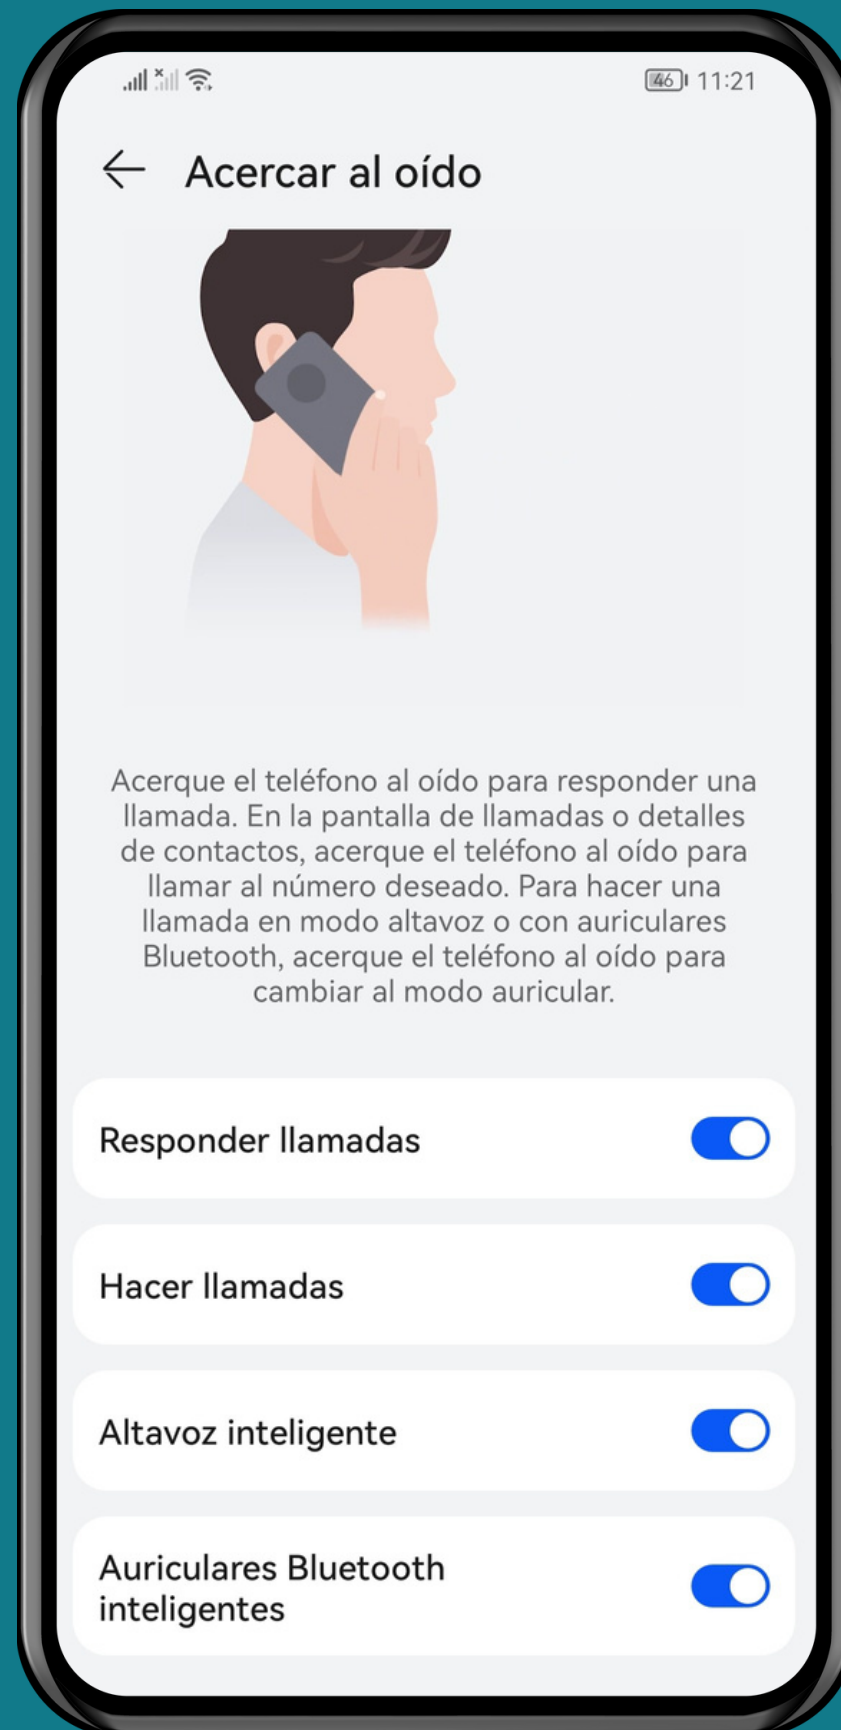 46 11:21
Acercar al oído
Acerque el teléfono al oído para responder una
llamada. En la pantalla de llamadas o detalles
de contactos, acerque el teléfono al oído para
llamar al número deseado. Para hacer una
llamada en modo altavoz o con auriculares
Bluetooth, acerque el teléfono al oído para
cambiar al modo auricular.
Responder llamadas
Hacer llamadas
Altavoz inteligente
Auriculares Bluetooth
inteligentes